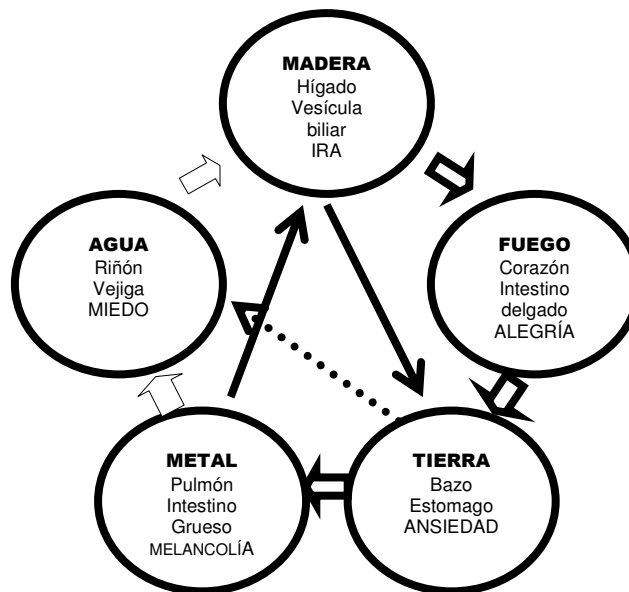 MADERA
Hígado
Vesícula
biliar
IRA
AGUA
Riñón
Vejiga
MIEDO
FUEGO
Corazón
Intestino
delgado
ALEGRÍA
METAL
Pulmón
Intestino
Grueso
MELANCOLÍA
TIERRA
Bazo
Estomago
ANSIEDAD